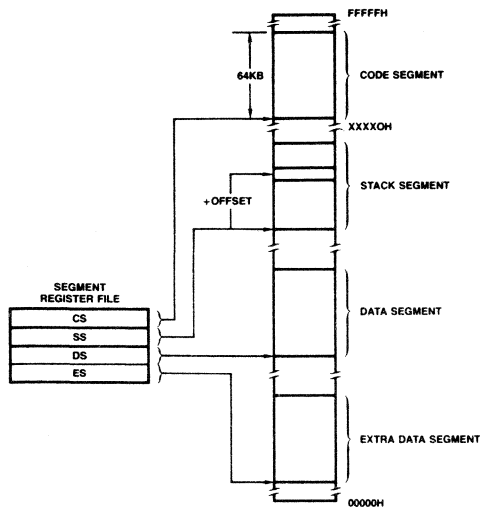 FFFFFH
64KB
CODE SEGMENT
XXXXOH
STACK SEGMENT
+OFFSET
SEGMENT
REGISTER FILE
CS
SS
DS
ES
DATA SEGMENT
EXTRA DATA SEGMENT
00000H